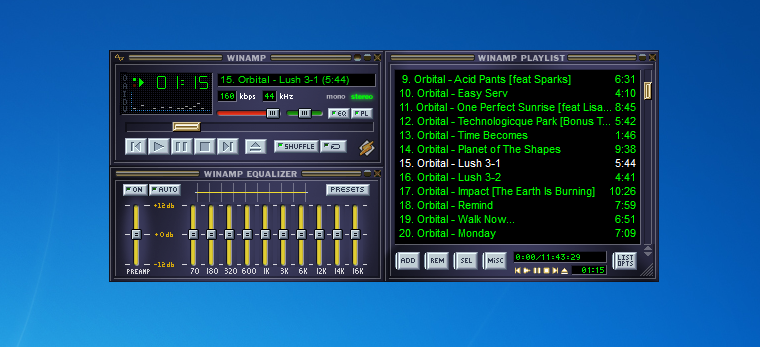 WINAMP
O
A
I
D
01:15
15. Orbital - Lush 3-1 (5:44)
160 kbps 44 kHz mono stereo
EQ PL
SHUFFLE
WINAMP EQUALIZER
ON AUTO PRESETS
+12 db
+0 db
-12 db
PREAMP 70 180 320 600 1K 3K 6K 12K 14K 16K
WINAMP PLAYLIST
9. Orbital - Acid Pants [feat Sparks] 6:31
10. Orbital - Easy Serv 4:10
11. Orbital - One Perfect Sunrise [feat Lisa... 8:45
12. Orbital - Technologicque Park [Bonus T... 5:42
13. Orbital - Time Becomes 1:46
14. Orbital - Planet of The Shapes 9:38
15. Orbital - Lush 3-1 5:44
16. Orbital - Lush 3-2 4:41
17. Orbital - Impact [The Earth Is Burning] 10:26
18. Orbital - Remind 7:59
19. Orbital - Walk Now... 6:51
20. Orbital - Monday 7:09
ADD REM SEL MISC 0:00/11:43:29 LIST OPTS
01:15